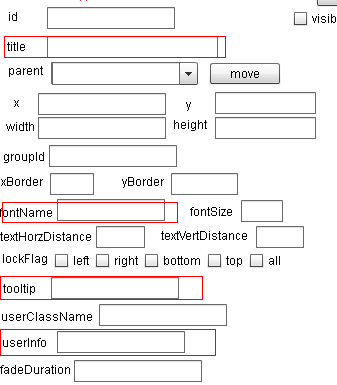 id
visib
title
parent move
x y
width height
groupId
xBorder yBorder
fontName fontSize
textHorzDistance textVertDistance
lockFlag left right bottom top all
tooltip
userClassName
userInfo
fadeDuration